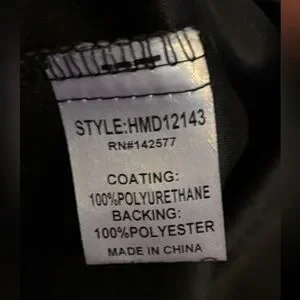 STYLE:HMD12143
RN#142577
COATING:
100%POLYURETHANE
BACKING:
100%POLYESTER
MADE IN CHINA